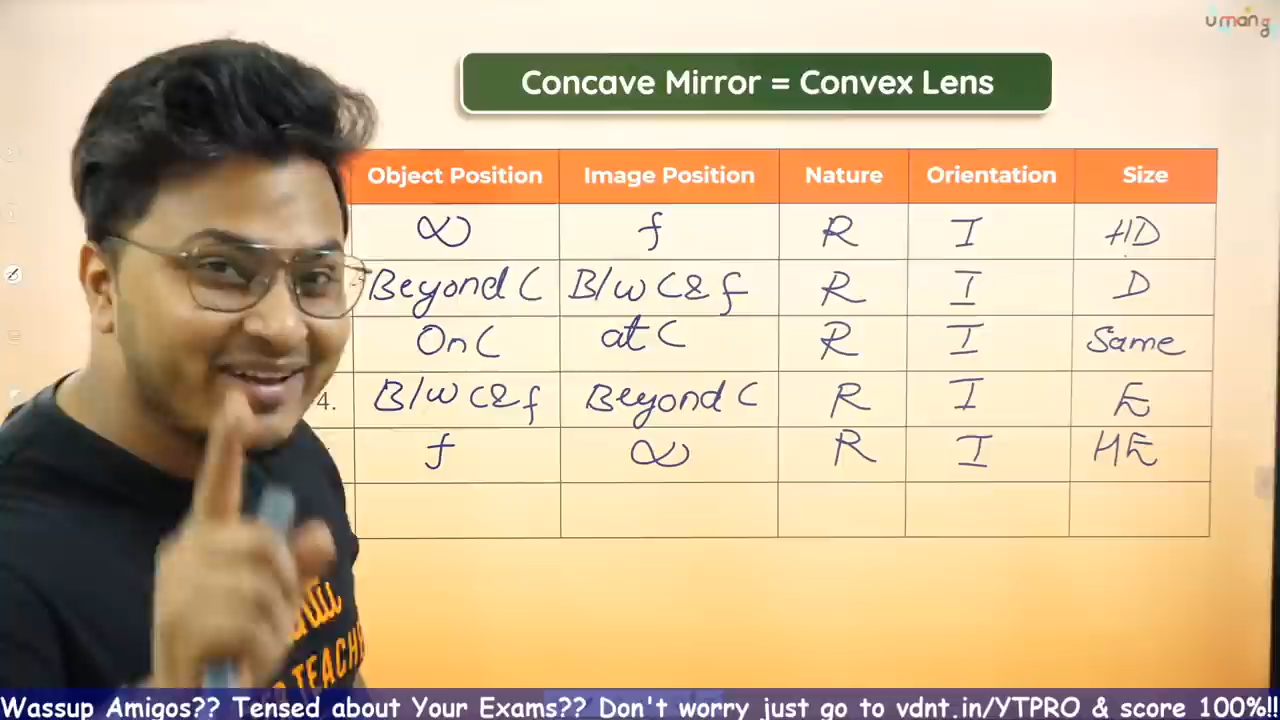 umang
Concave Mirror = Convex Lens
Object Position Image Position Nature Orientation Size
∞ f R I HD
Beyond C B/w C & f R I D
On C at C R I Same
4. B/w C & f Beyond C R I E
f ∞ R I HE
TEACHE
Wassup Amigos?? Tensed about Your Exams?? Don't worry just go to vdnt.in/YTPRO & score 100%!!